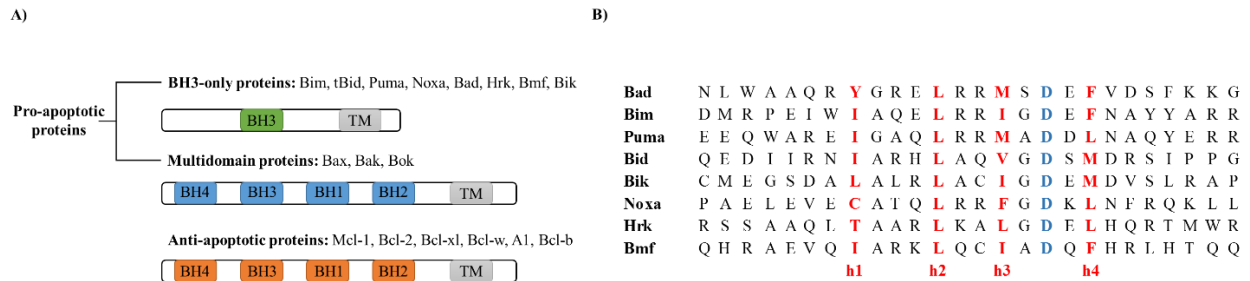 A)
BH3-only proteins: Bim, tBid, Puma, Noxa, Bad, Hrk, Bmf, Bik
Pro-apoptotic
proteins
BH3 TM
Multidomain proteins: Bax, Bak, Bok
BH4 BH3 BH1 BH2 TM
Anti-apoptotic proteins: Mcl-1, Bcl-2, Bcl-xl, Bcl-w, A1, Bcl-b
BH4 BH3 BH1 BH2 TM
B)
Bad N L W A A Q R Y G R E L R R M S D E F V D S F K K G
Bim D M R P E I W I A Q E L R R I G D E F N A Y Y A R R
Puma E E Q W A R E I G A Q L R R M A D D L N A Q Y E R R
Bid Q E D I I R N I A R H L A Q V G D S M D R S I P P G
Bik C M E G S D A L A L R L A C I G D E M D V S L R A P
Noxa P A E L E V E C A T Q L R R F G D K L N F R Q K L L
Hrk R S S A A Q L T A A R L K A L G D E L H Q R T M W R
Bmf Q H R A E V Q I A R K L Q C I A D Q F H R L H T Q Q
h1 h2 h3 h4